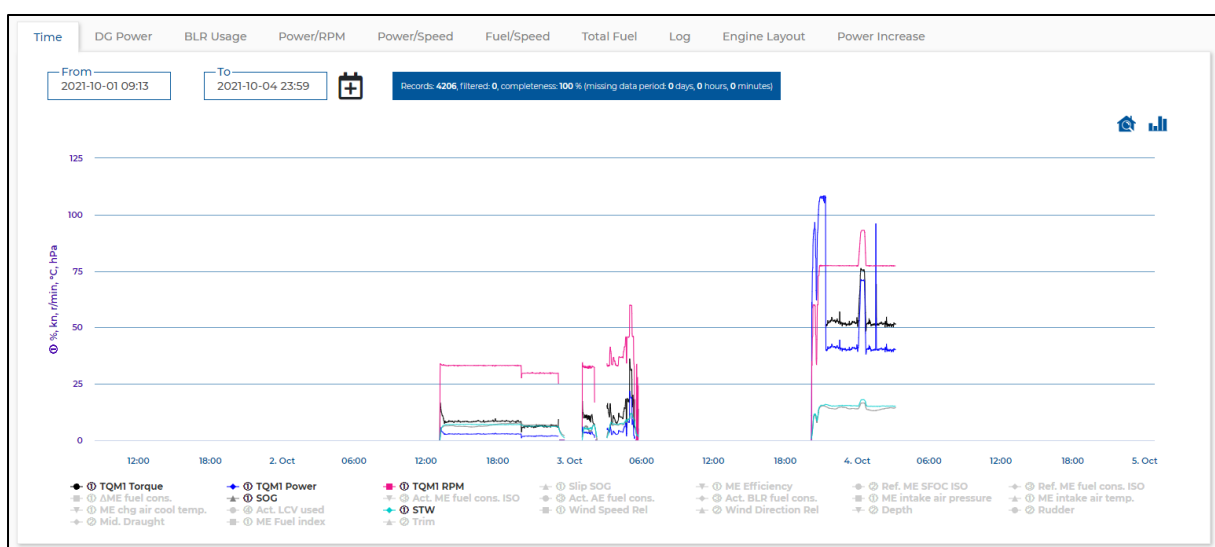 Time DG Power BLR Usage Power/RPM Power/Speed Fuel/Speed Total Fuel Log Engine Layout Power Increase
From To
2021-10-01 09:13 2021-10-04 23:59 Records: 4206, filtered: 0, completeness: 100 % (missing data period: 0 days, 0 hours, 0 minutes)
125
100
75
50
25
0
① %, kn, r/min, °C, hPa
12:00 18:00 2. Oct 06:00 12:00 18:00 3. Oct 06:00 12:00 18:00 4. Oct 06:00 12:00 18:00 5. Oct
① TQM1 Torque ① TQM1 Power ① TQM1 RPM ① Slip SOG ① ME Efficiency ② Ref. ME SFOC ISO ③ Ref. ME fuel cons. ISO
① ΔME fuel cons. ① SOG ③ Act. ME fuel cons. ISO ③ Act. AE fuel cons. ③ Act. BLR fuel cons. ① ME intake air pressure ① ME intake air temp.
① ME chg air cool temp. ④ Act. LCV used ① STW ① Wind Speed Rel ② Wind Direction Rel ② Depth ② Rudder
② Mid. Draught ① ME Fuel index ② Trim